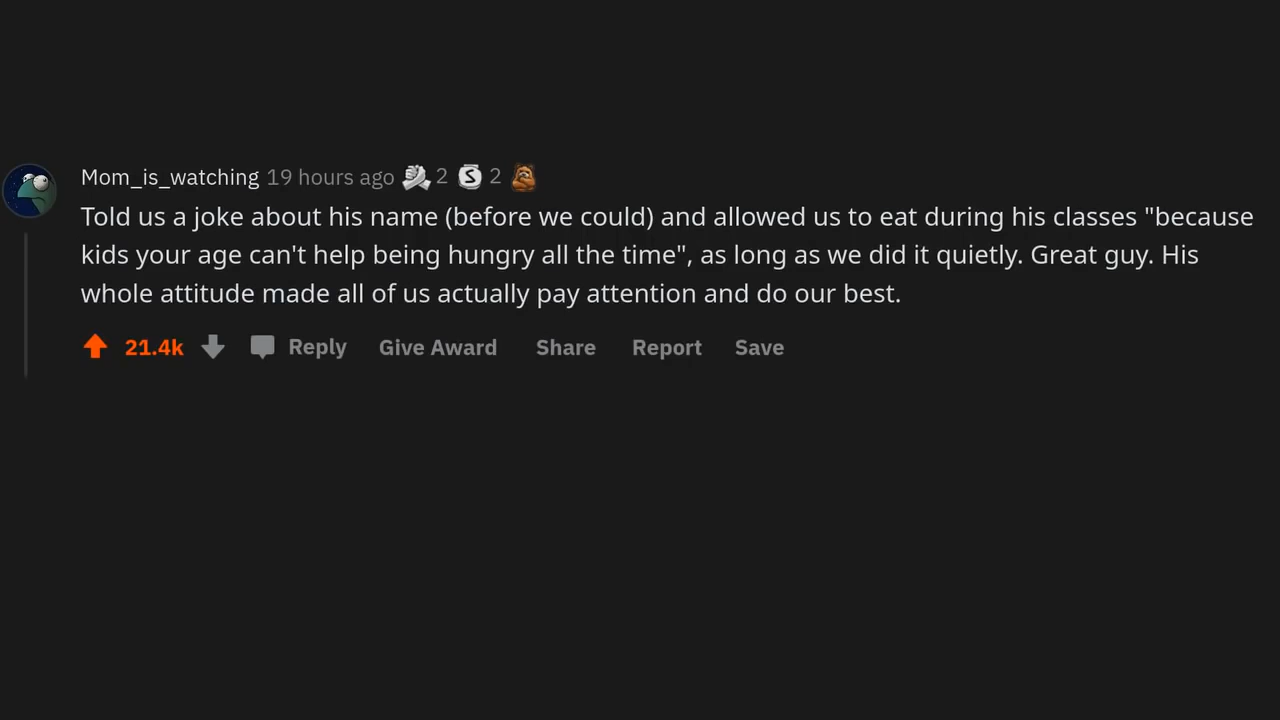 Mom_is_watching 19 hours ago 2 S 2
Told us a joke about his name (before we could) and allowed us to eat during his classes "because
kids your age can't help being hungry all the time", as long as we did it quietly. Great guy. His
whole attitude made all of us actually pay attention and do our best.
21.4k Reply Give Award Share Report Save